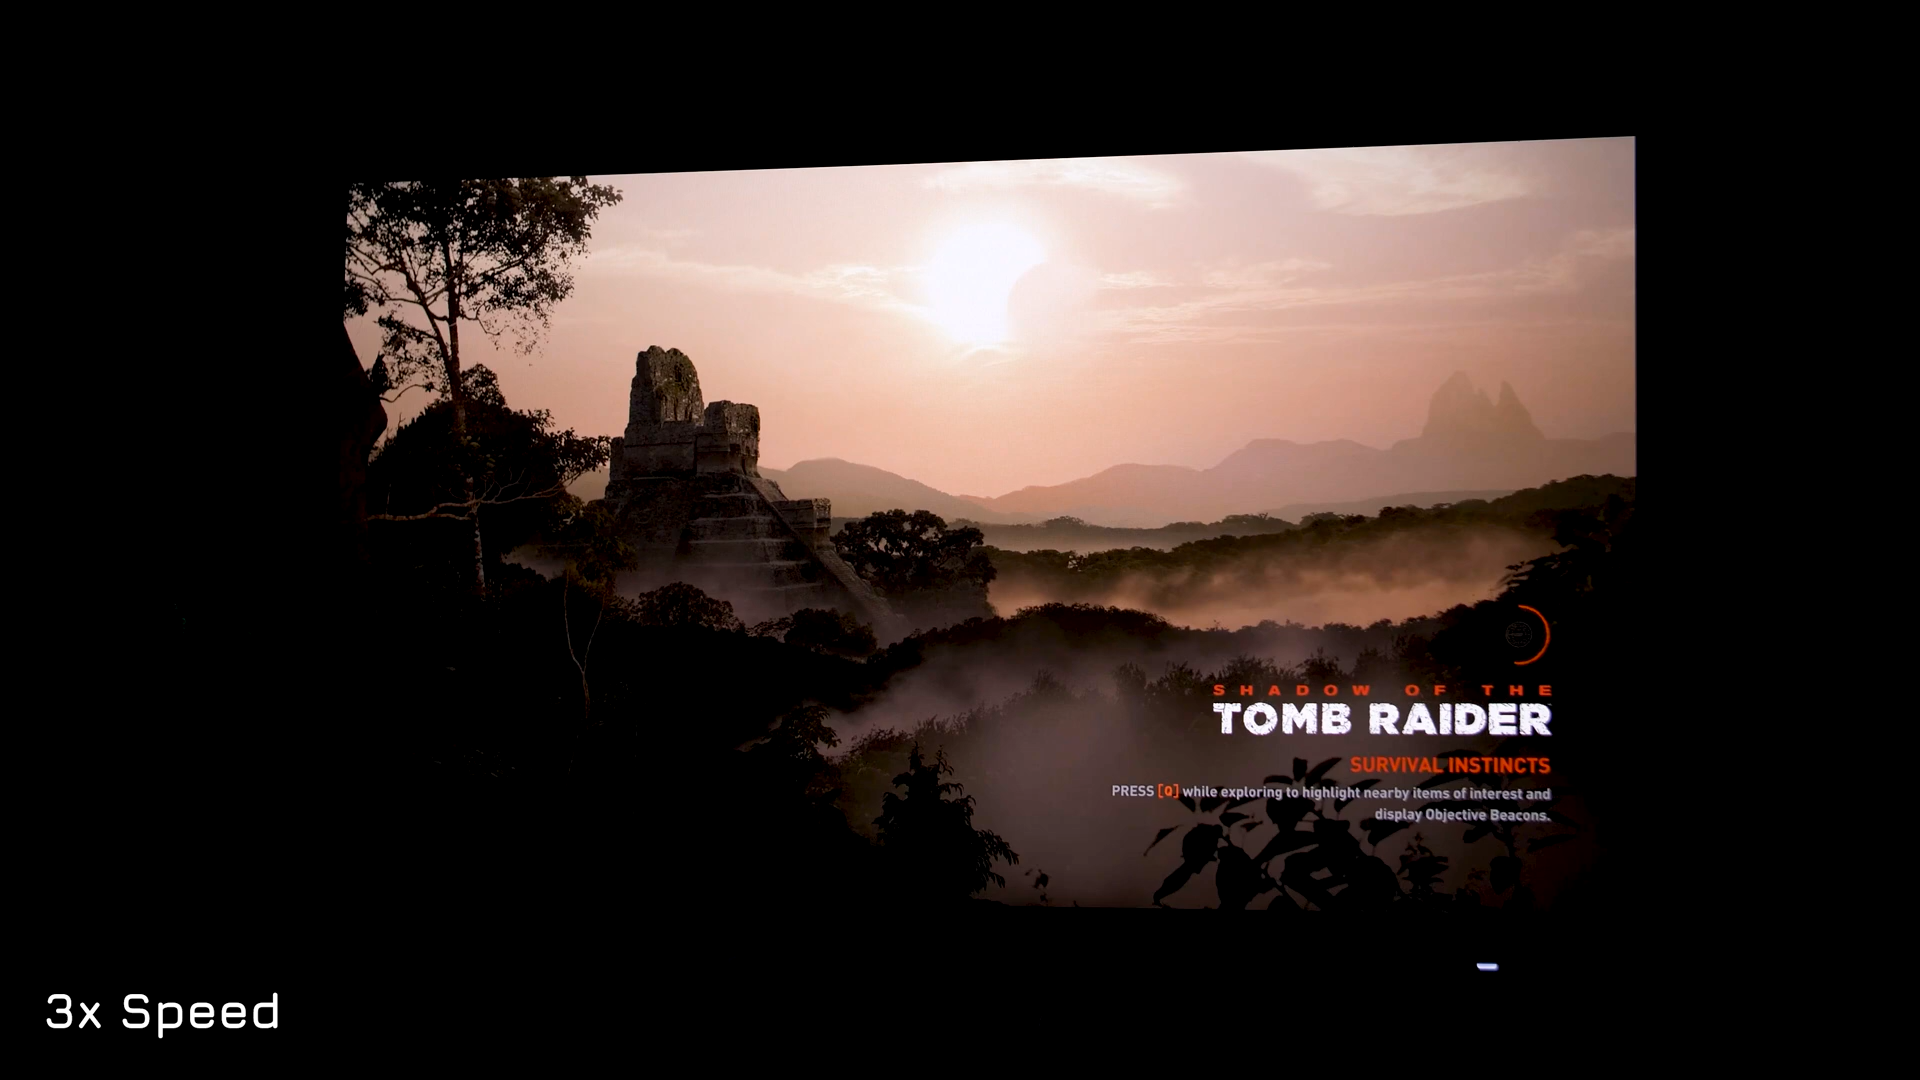 SHADOW OF THE
TOMB RAIDER
SURVIVAL INSTINCTS
PRESS [Q] while exploring to highlight nearby items of interest and
display Objective Beacons.
3x Speed